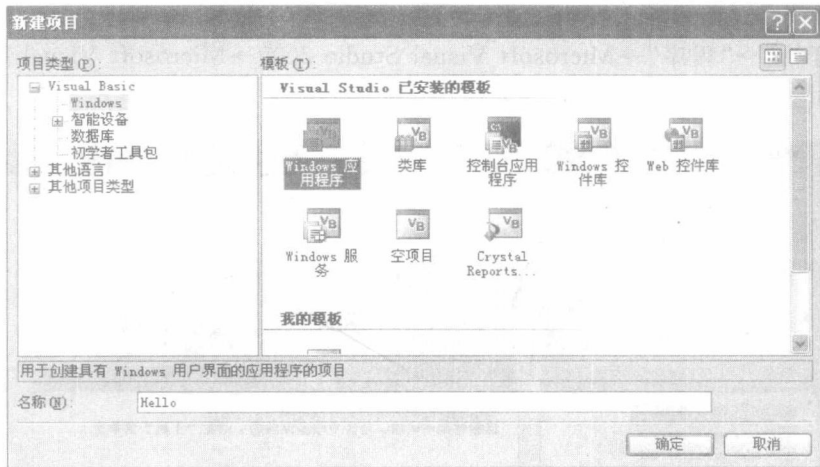 新建项目
项目类型(P):
模板(T):
Visual Basic
Windows
智能设备
数据库
初学者工具包
其他语言
其他项目类型
Visual Studio 已安装的模板
Windows 应
用程序
类库
控制台应用
程序
Windows 控
件库
Web 控件库
Windows 服
务
空项目
Crystal
Reports...
我的模板
用于创建具有 Windows 用户界面的应用程序的项目
名称(N):
Hello
确定
取消